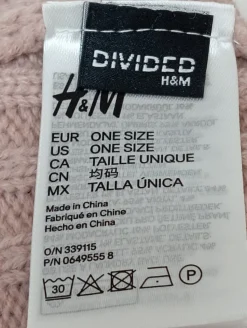 DIVIDED
H&M
H&M
EUR ONE SIZE
US ONE SIZE
CA TAILLE UNIQUE
CN 均码
MX TALLA ÚNICA
Made in China
Fabriqué en Chine
Hecho en China
O/N 339115
P/N 0649555 8
30
P